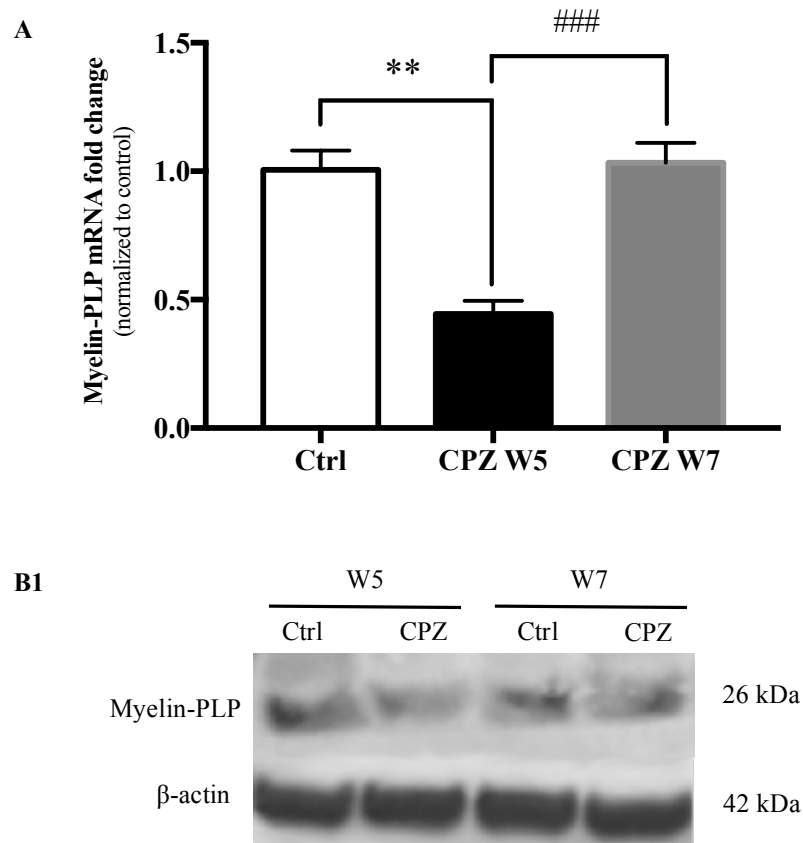 A
###
1.5
**
1.0
0.5
0.0
Myelin-PLP mRNA fold change
(normalized to control)
Ctrl CPZ W5 CPZ W7
B1
W5 W7
Ctrl CPZ Ctrl CPZ
Myelin-PLP 26 kDa
β-actin 42 kDa